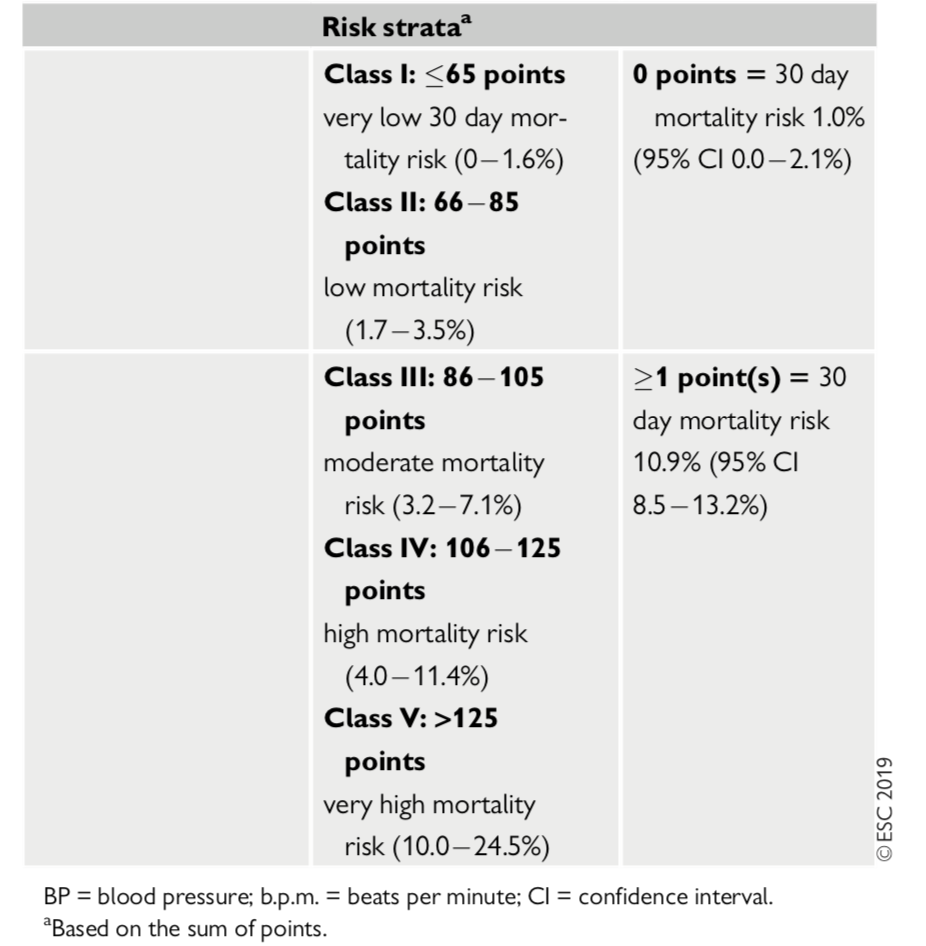 Risk strataᵃ
Class I: ≤65 points
very low 30 day mor-
tality risk (0–1.6%)
Class II: 66–85
points
low mortality risk
(1.7–3.5%)
0 points = 30 day
mortality risk 1.0%
(95% CI 0.0–2.1%)
Class III: 86–105
points
moderate mortality
risk (3.2–7.1%)
Class IV: 106–125
points
high mortality risk
(4.0–11.4%)
Class V: >125
points
very high mortality
risk (10.0–24.5%)
≥1 point(s) = 30
day mortality risk
10.9% (95% CI
8.5–13.2%)
©ESC 2019
BP = blood pressure; b.p.m. = beats per minute; CI = confidence interval.
ᵃBased on the sum of points.